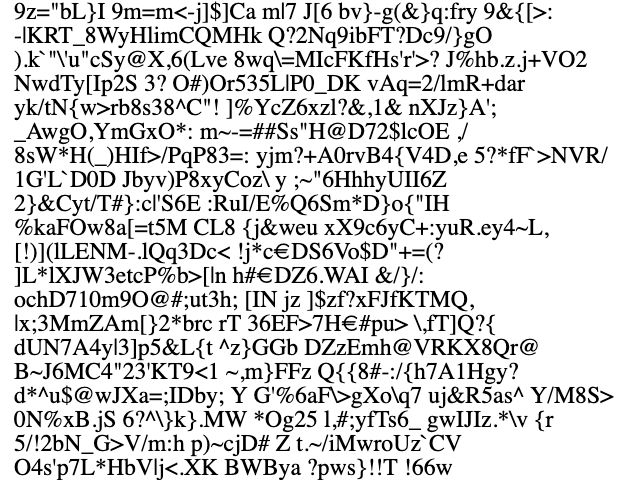 9z="bL}I 9m=m<-j]$]Ca m|7 J[6 bv}-g(&}q:fry 9&{[>:
-|KRT_8WyHlimCQMHk Q?2Nq9ibFT?Dc9/}gO
).k`"\'u"cSy@X,6(Lve 8wq\=MIcFKfHs'r'>? J%hb.z.j+VO2
NwdTy[Ip2S 3? O#)Or535L|P0_DK vAq=2/lmR+dar
yk/tN{w>rb8s38^C"! ]%YcZ6xzl?&,1& nXJz}A';
_AwgO,YmGxO*: m~-=##Ss"H@D72$lcOE ,/
8sW*H(_)HIf>/PqP83=: yjm?+A0rvB4{V4D,e 5?*fF`>NVR/
1G'L`D0D Jbyv)P8xyCoz\ y ;~"6HhhyUII6Z
2}&Cyt/T#}:c|'S6E :RuI/E%Q6Sm*D}o{"IH
%kaFOw8a[=t5M CL8 {j&weu xX9c6yC+:yuR.ey4~L,
[!)](lLENM-.lQq3Dc< !j*c€DS6Vo$D"+=(?
]L*lXJW3etcP%b>[|n h#€DZ6.WAI &/}/:
ochD710m9O@#;ut3h; [IN jz ]$zf?xFJfKTMQ,
|x;3MmZAm[}2*brc rT 36EF>7H€#pu> \,fT]Q?{
dUN7A4y|3]p5&L{t ^z}GGb DZzEmh@VRKX8Qr@
B~J6MC4"23'KT9<1 ~,m}FFz Q{{8#-:/{h7A1Hgy?
d*^u$@wJXa=;IDby; Y G'%6aF\>gXo\q7 uj&R5as^ Y/M8S>
0N%xB.jS 6?^\}k}.MW *Og25 l,#;yfTs6_ gwIJIz.*\v {r
5/!2bN_G>V/m:h p)~cjD# Z t.~/iMwroUz`CV
O4s'p7L*HbV|j<.XK BWBya ?pws}!!T !66w